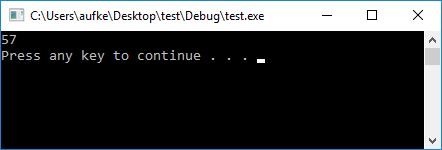 C:\Users\aufke\Desktop\test\Debug\test.exe
57
Press any key to continue . . .